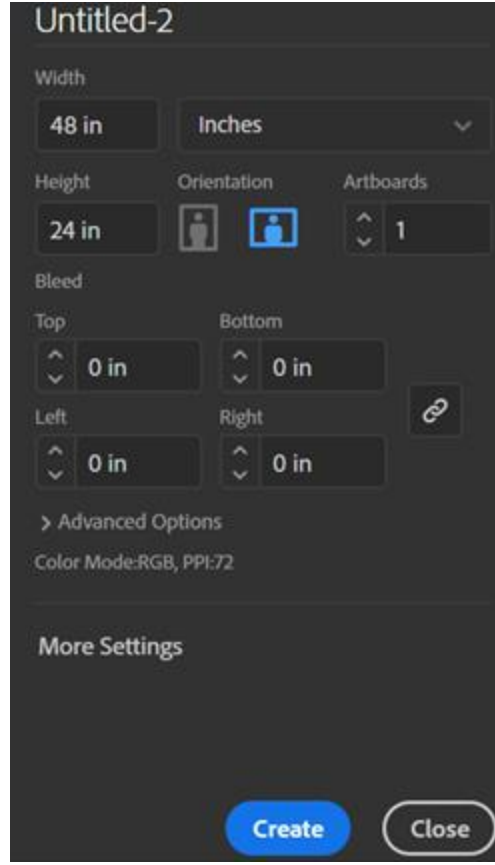 Untitled-2
Width
48 in Inches
Height Orientation Artboards
24 in 1
Bleed
Top Bottom
0 in 0 in
Left Right
0 in 0 in
> Advanced Options
Color Mode:RGB, PPI:72
More Settings
Create Close